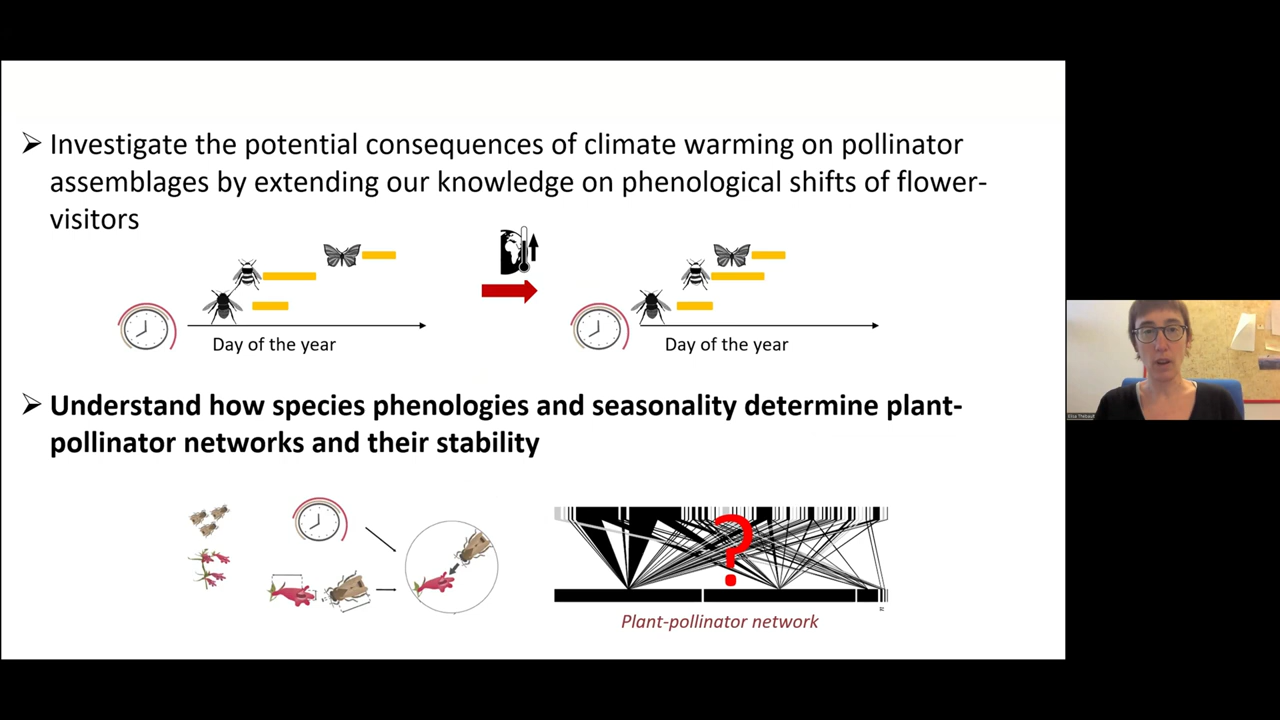 Investigate the potential consequences of climate warming on pollinator
assemblages by extending our knowledge on phenological shifts of flower-
visitors
Day of the year
Day of the year
Understand how species phenologies and seasonality determine plant-
pollinator networks and their stability
?
Plant-pollinator network